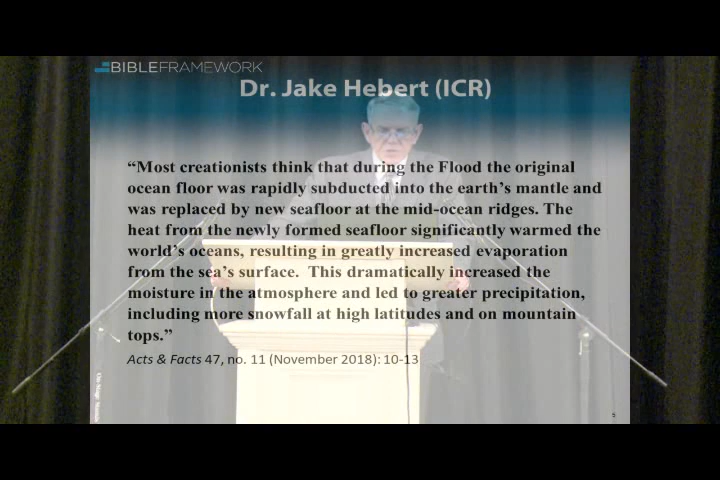 BIBLEFRAMEWORK
Dr. Jake Hebert (ICR)
“Most creationists think that during the Flood the original
ocean floor was rapidly subducted into the earth’s mantle and
was replaced by new seafloor at the mid-ocean ridges. The
heat from the newly formed seafloor significantly warmed the
world’s oceans, resulting in greatly increased evaporation
from the sea’s surface.  This dramatically increased the
moisture in the atmosphere and led to greater precipitation,
including more snowfall at high latitudes and on mountain
tops.”
Acts & Facts 47, no. 11 (November 2018): 10-13